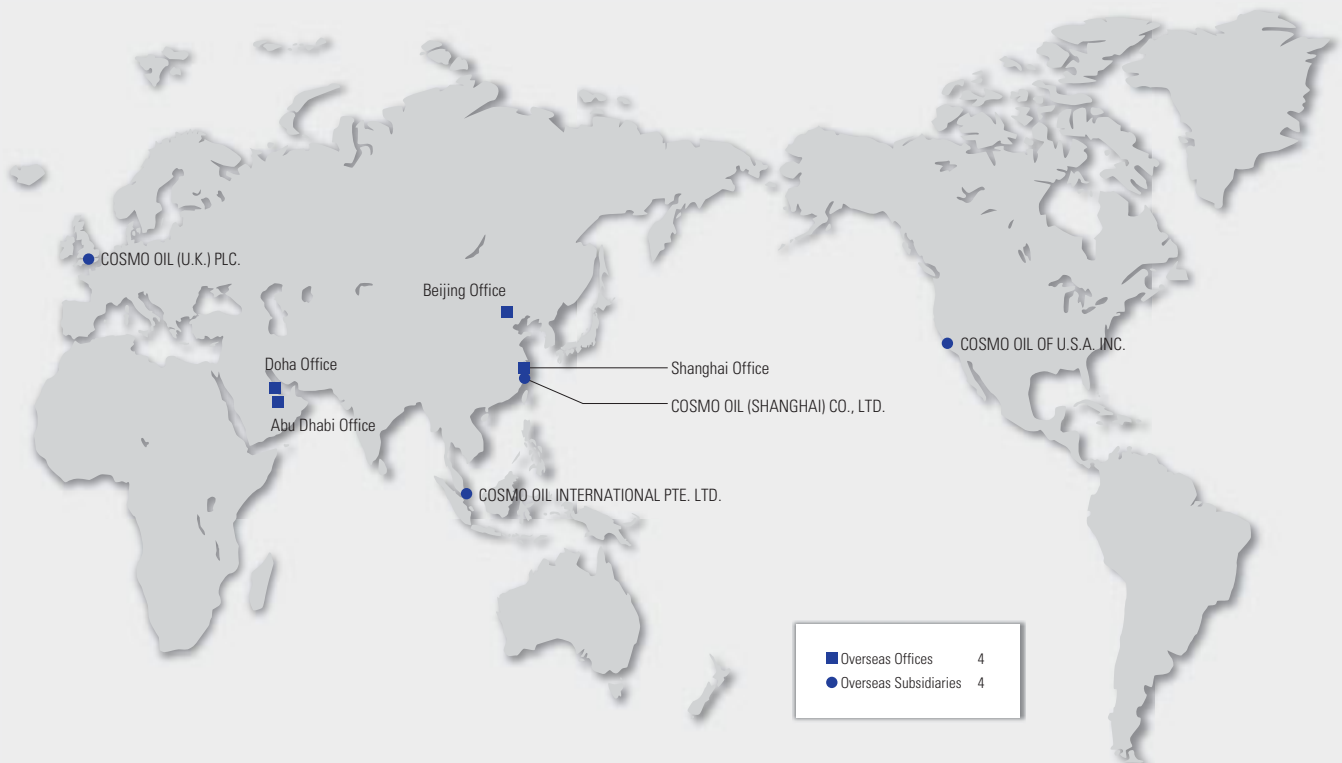 COSMO OIL (U.K.) PLC.
Beijing Office
COSMO OIL OF U.S.A. INC.
Doha Office
Shanghai Office
COSMO OIL (SHANGHAI) CO., LTD.
Abu Dhabi Office
COSMO OIL INTERNATIONAL PTE. LTD.
Overseas Offices 4
Overseas Subsidiaries 4